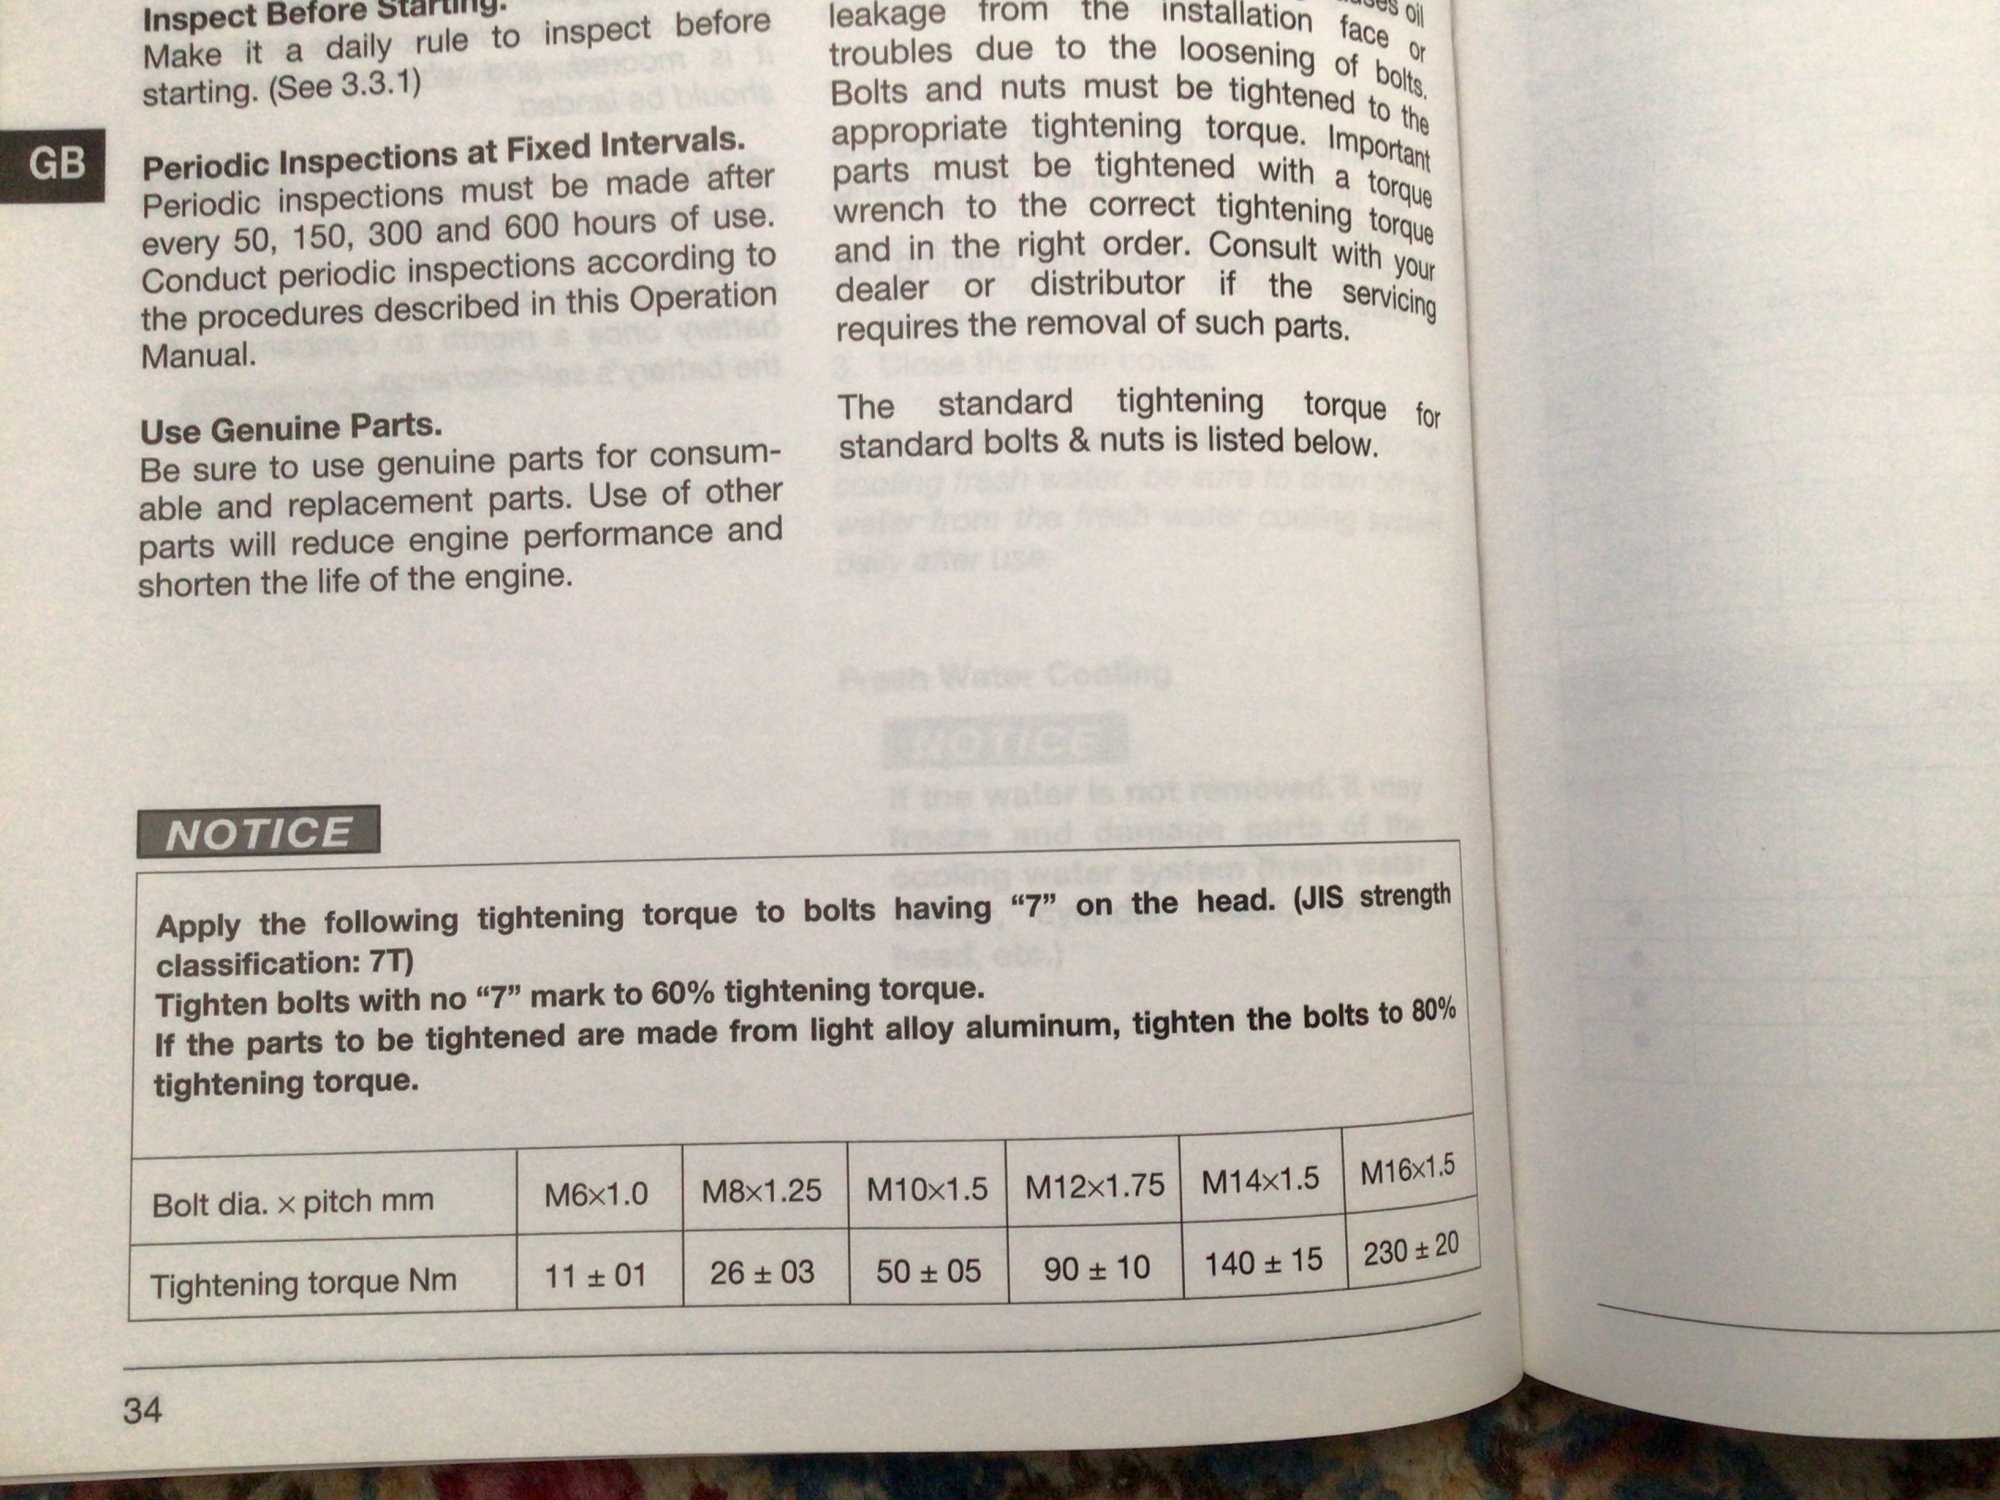 Inspect Before Starting.
Make it a daily rule to inspect before
starting. (See 3.3.1)
GB
Periodic Inspections at Fixed Intervals.
Periodic inspections must be made after
every 50, 150, 300 and 600 hours of use.
Conduct periodic inspections according to
the procedures described in this Operation
Manual.
Use Genuine Parts.
Be sure to use genuine parts for consum-
able and replacement parts. Use of other
parts will reduce engine performance and
shorten the life of the engine.
oil
leakage from the installation face or
troubles due to the loosening of bolts.
Bolts and nuts must be tightened to the
appropriate tightening torque. Important
parts must be tightened with a torque
wrench to the correct tightening torque
and in the right order. Consult with your
dealer or distributor if the servicing
requires the removal of such parts.
The standard tightening torque for
standard bolts & nuts is listed below.
NOTICE
Apply the following tightening torque to bolts having “7” on the head. (JIS strength
classification: 7T)
Tighten bolts with no “7” mark to 60% tightening torque.
If the parts to be tightened are made from light alloy aluminum, tighten the bolts to 80%
tightening torque.
Bolt dia. × pitch mm M6×1.0 M8×1.25 M10×1.5 M12×1.75 M14×1.5 M16×1.5
Tightening torque Nm 11 ± 01 26 ± 03 50 ± 05 90 ± 10 140 ± 15 230 ± 20
34